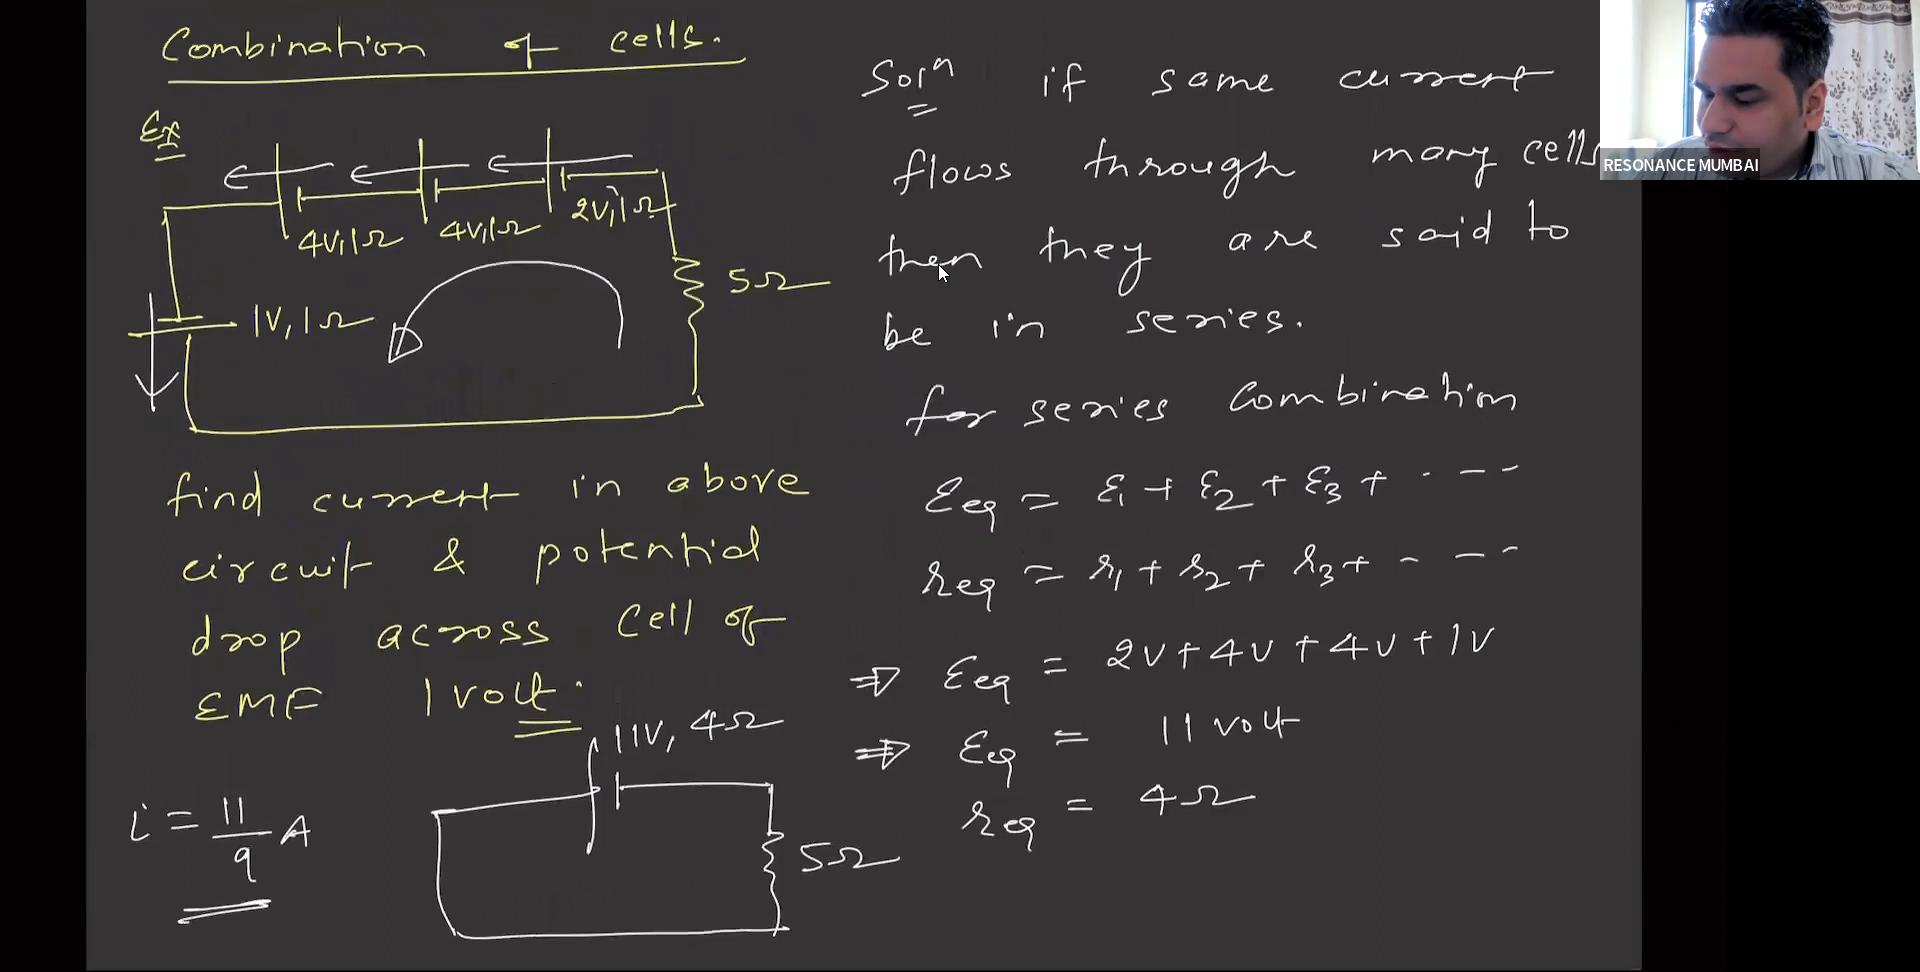 Combination of cells.
Ex
4V,1Ω
4V,1Ω
2V,1Ω
5Ω
1V, 1Ω
find current in above
circuit & potential
drop across cell of
EMF 1 volt.
11V, 4Ω
i = 11/9 A
5Ω
Solⁿ if same current
flows through many cells
then they are said to
be in series.
for series combination
Eeq = ε1 + ε2 + ε3 + - - -
req = r1 + r2 + r3 + - - -
⇒ Eeq = 2V + 4V + 4V + 1V
⇒ Eeq = 11 volt
req = 4Ω
RESONANCE MUMBAI